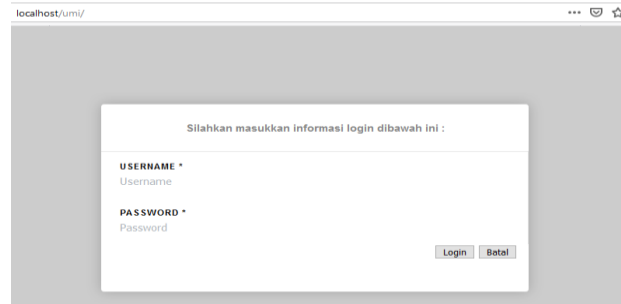 localhost/umi/
Silahkan masukkan informasi login dibawah ini :
USERNAME *
Username
PASSWORD *
Password
Login Batal